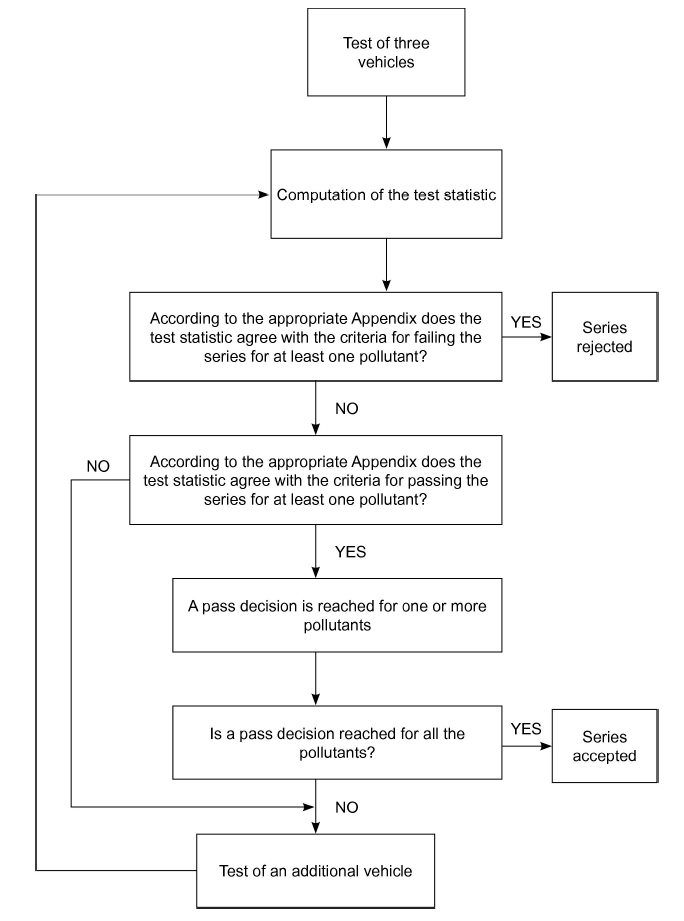 Test of three
vehicles
Computation of the test statistic
According to the appropriate Appendix does the
test statistic agree with the criteria for failing the
series for at least one pollutant?
YES
Series
rejected
NO
According to the appropriate Appendix does the
test statistic agree with the criteria for passing the
series for at least one pollutant?
NO
YES
A pass decision is reached for one or more
pollutants
Is a pass decision reached for all the
pollutants?
YES
Series
accepted
NO
Test of an additional vehicle